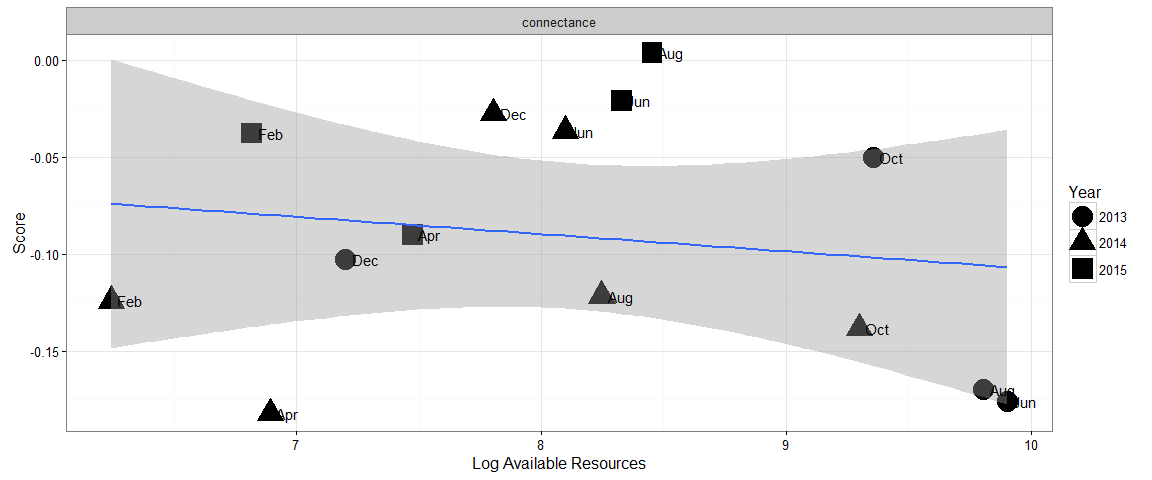 connectance
0.00
Aug
Jun
Dec
Jun
Feb
-0.05
Oct
Apr
-0.10
Dec
Feb
Aug
Oct
-0.15
Aug
Jun
Apr
7 8 9 10
Log Available Resources
Score
Year
2013
2014
2015